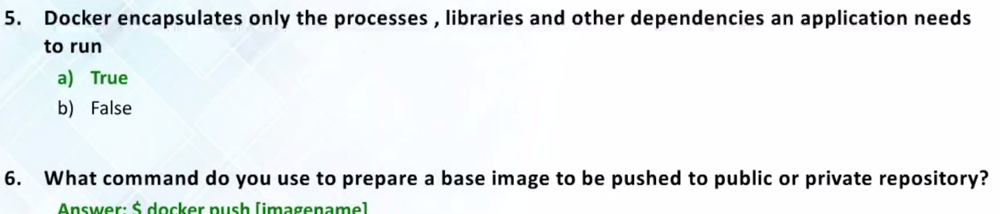 5. Docker encapsulates only the processes , libraries and other dependencies an application needs
to run
a) True
b) False
6. What command do you use to prepare a base image to be pushed to public or private repository?
Answer: $ docker push [imagename]